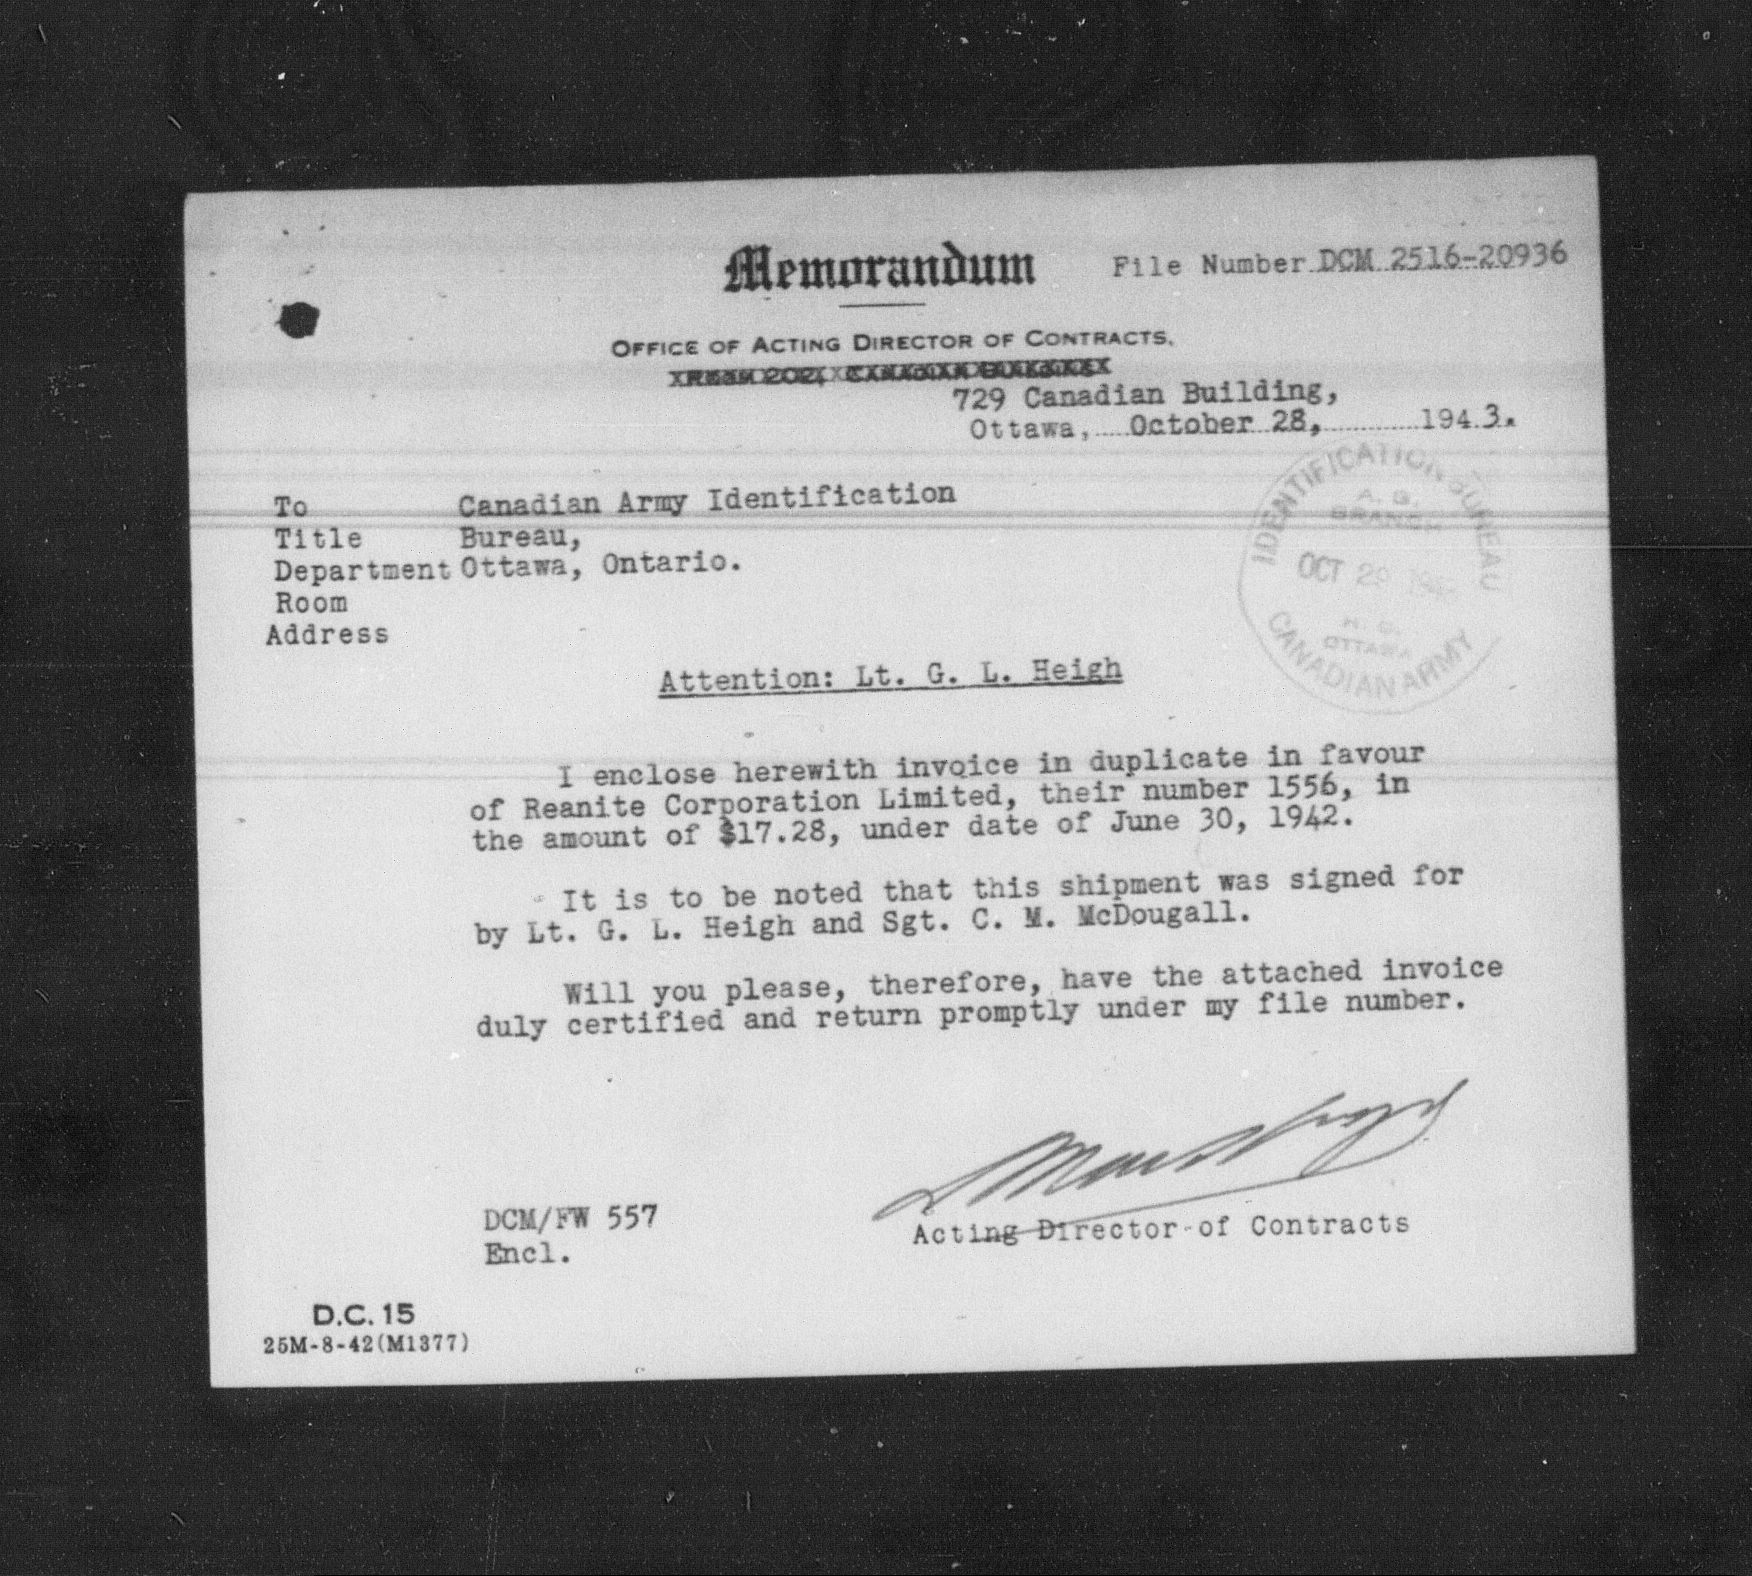 Memorandum
File Number DCM 2516-20936
OFFICE OF ACTING DIRECTOR OF CONTRACTS,
729 Canadian Building,
Ottawa, October 28, 1943.
To Canadian Army Identification
Title Bureau,
Department Ottawa, Ontario.
Room
Address
IDENTIFICATION BUREAU
A. G.
BRANCH
OCT 29
OTTAWA
CANADIAN ARMY
Attention: Lt. G. L. Heigh
I enclose herewith invoice in duplicate in favour
of Reanite Corporation Limited, their number 1556, in
the amount of $17.28, under date of June 30, 1942.
It is to be noted that this shipment was signed for
by Lt. G. L. Heigh and Sgt. C. M. McDougall.
Will you please, therefore, have the attached invoice
duly certified and return promptly under my file number.
Acting Director of Contracts
DCM/FW 557
Encl.
D.C. 15
25M-8-42(M1377)